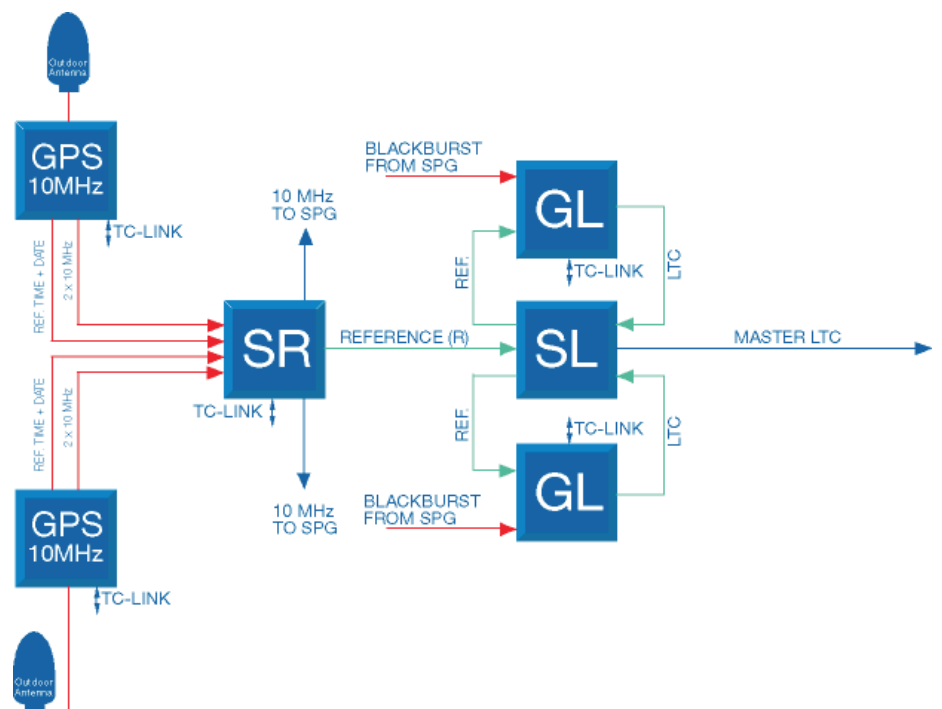 Outdoor
Antenna
GPS
10MHz
TC-LINK
REF. TIME + DATE
2 x 10 MHz
10 MHz
TO SPG
BLACKBURST
FROM SPG
GL
TC-LINK
REF.
LTC
SR
REFERENCE (R)
SL
MASTER LTC
TC-LINK
REF. TIME + DATE
2 x 10 MHz
REF.
TC-LINK
LTC
GL
10 MHz
TO SPG
BLACKBURST
FROM SPG
GPS
10MHz
TC-LINK
Outdoor
Antenna